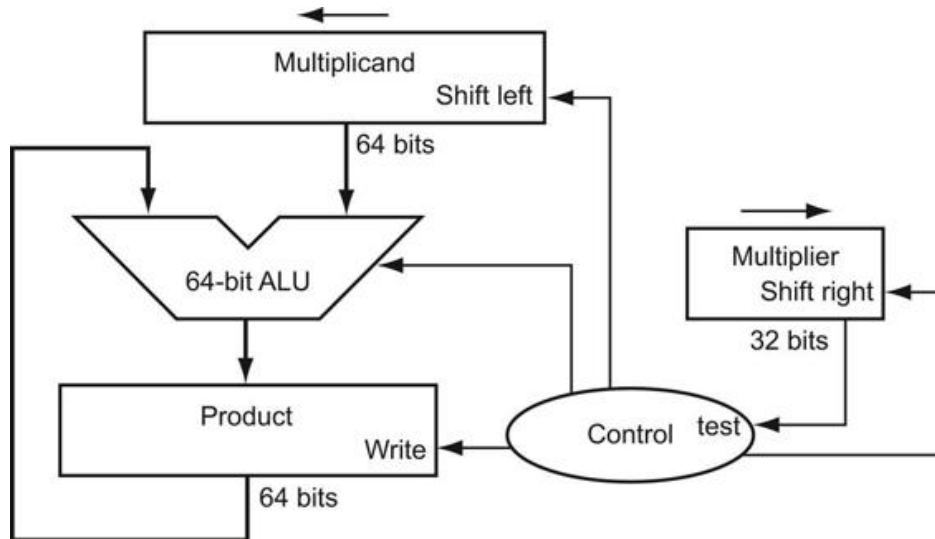 Multiplicand
Shift left
64 bits
64-bit ALU
Multiplier
Shift right
32 bits
Product
Write
Control
test
64 bits